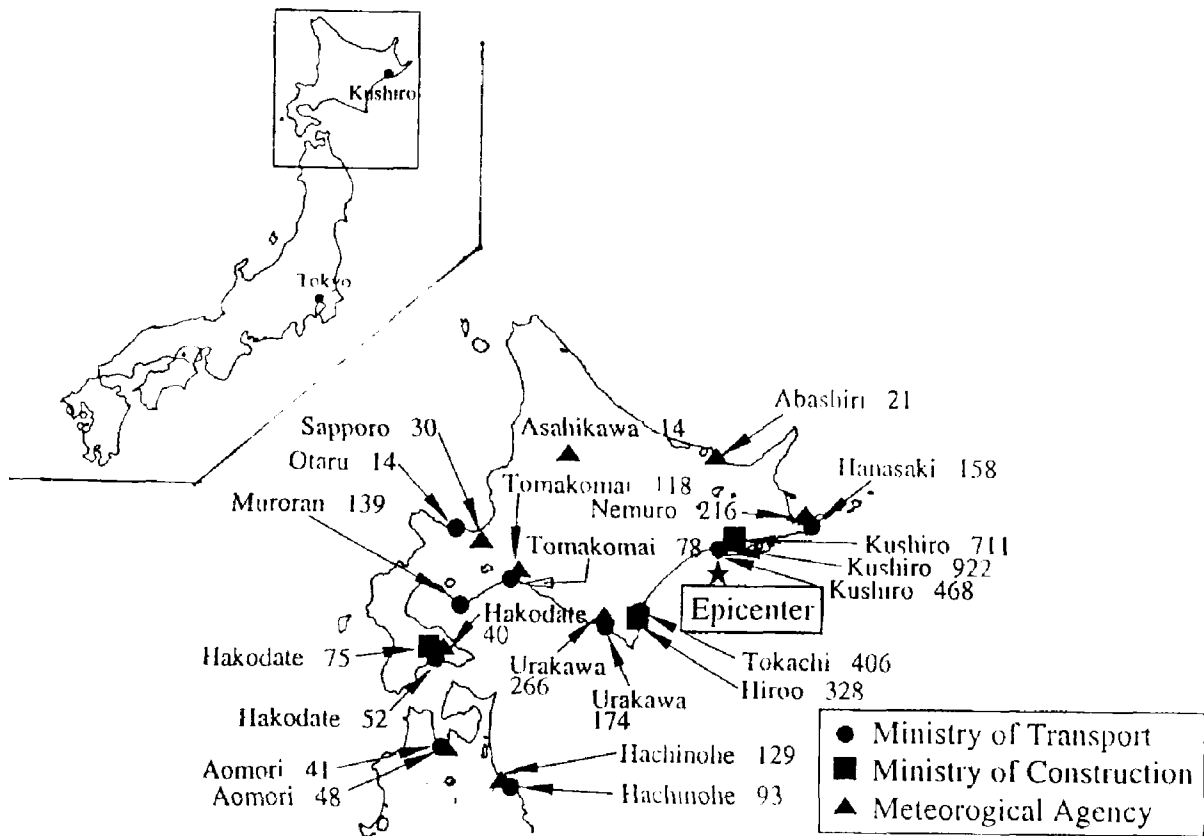 Kushiro
Tokyo
Abashiri 21
Sapporo 30
Asahikawa 14
Otaru 14
Hanasaki 158
Muroran 139
Tomakomai 118
Nemuro 216
Tomakomai 78
Kushiro 711
Kushiro 922
Kushiro 468
Epicenter
Hakodate
40
Hakodate 75
Urakawa
266
Tokachi 406
Hiroo 328
Urakawa
174
Hakodate 52
Aomori 41
Aomori 48
Hachinohe 129
Hachinohe 93
Ministry of Transport
Ministry of Construction
Meteorogical Agency